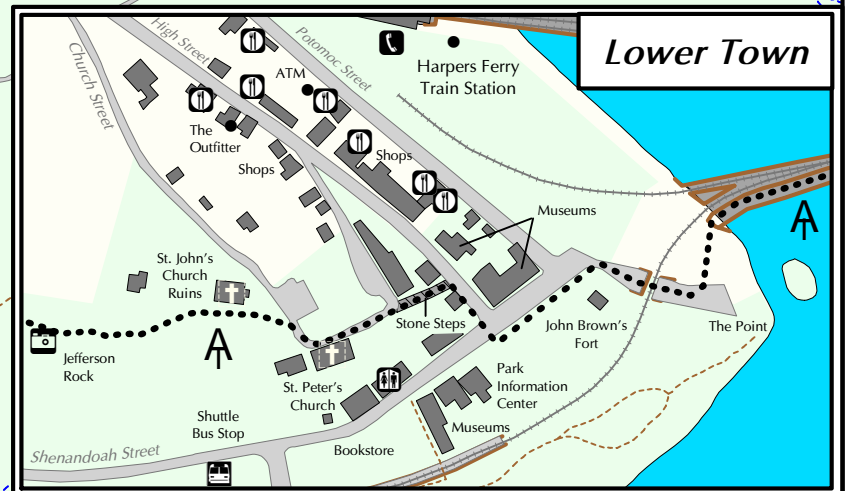 Lower Town
High Street
Potomoc Street
Church Street
ATM
Harpers Ferry
Train Station
The
Outfitter
Shops
Shops
Museums
St. John's
Church
Ruins
Stone Steps
John Brown's
Fort
The Point
Jefferson
Rock
St. Peter's
Church
Park
Information
Center
Shuttle
Bus Stop
Museums
Bookstore
Shenandoah Street